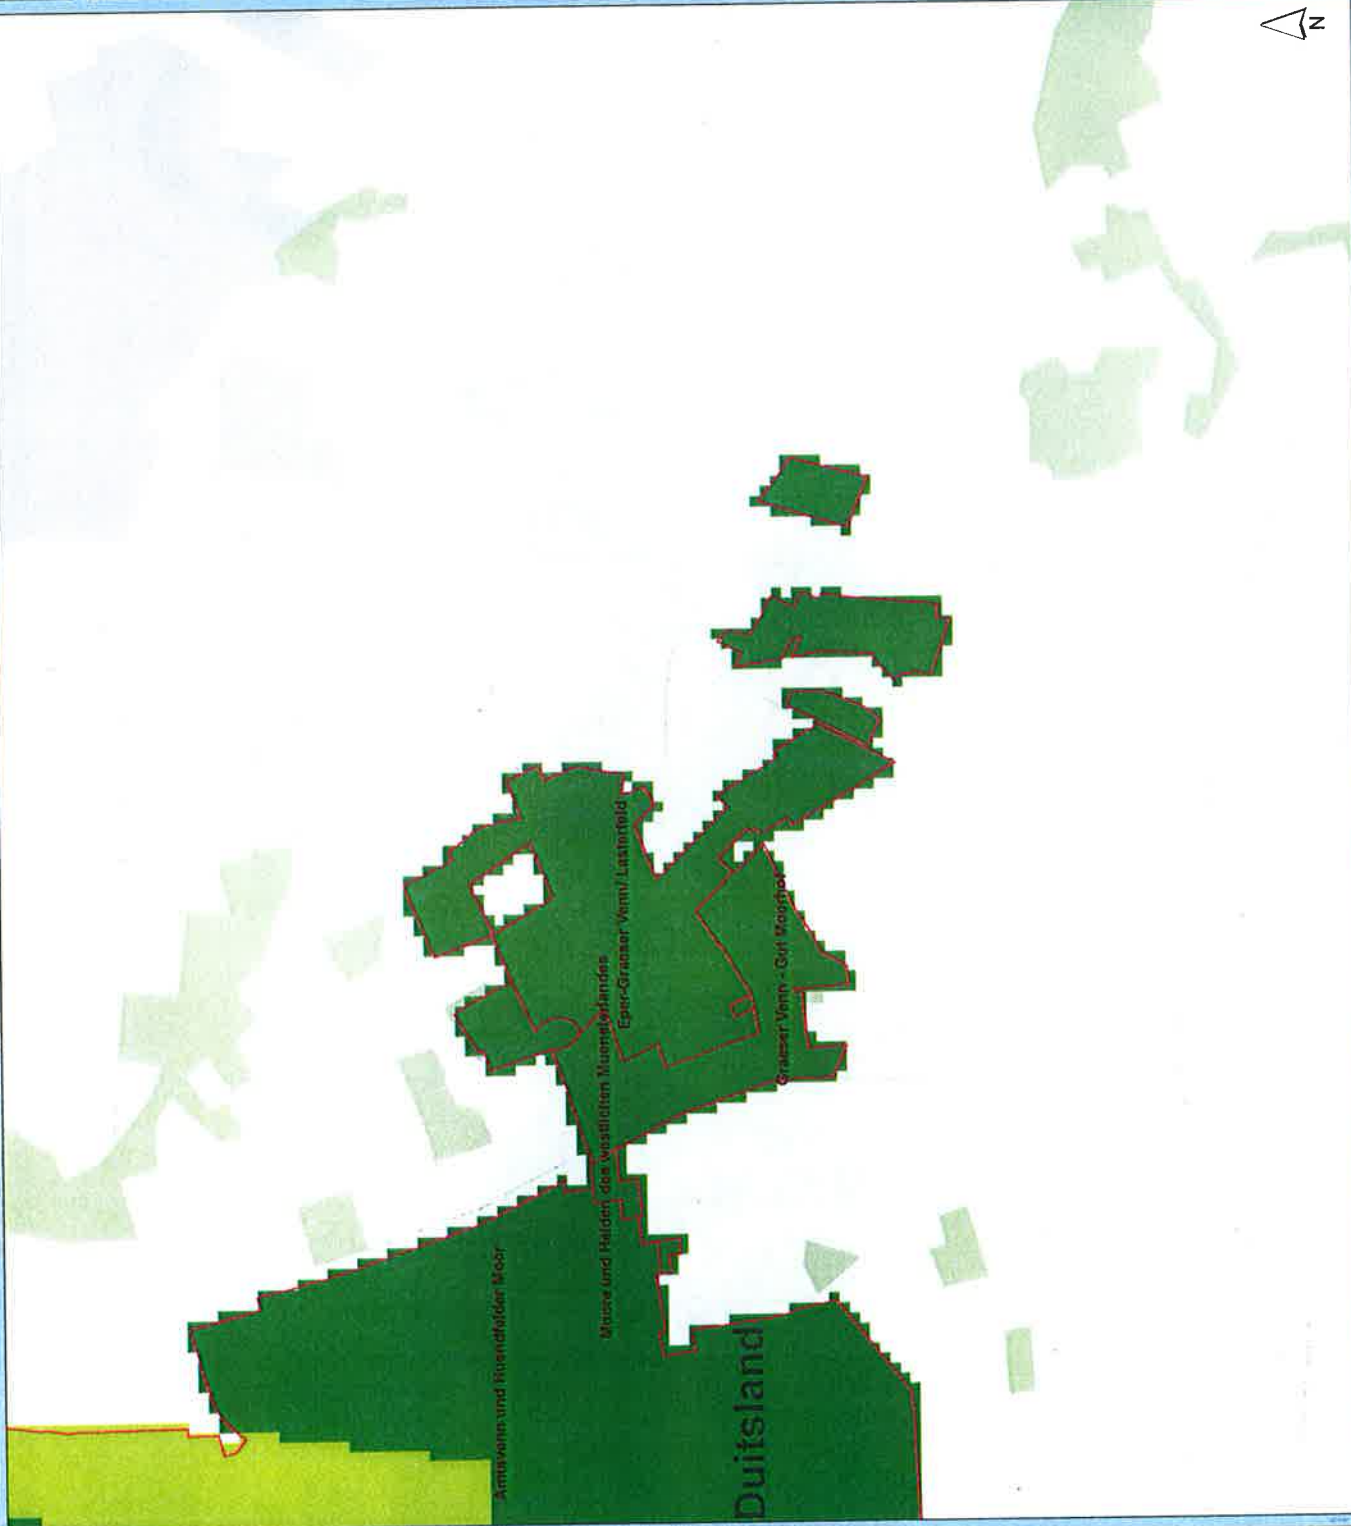 N
Amtsvenn und Huendfelder Moor
Moore und Heiden des westlichen Muensterlandes
Eper-Graeser Venn/ Lasterfeld
Graeser Venn - Gut Moorhof
Duitsland